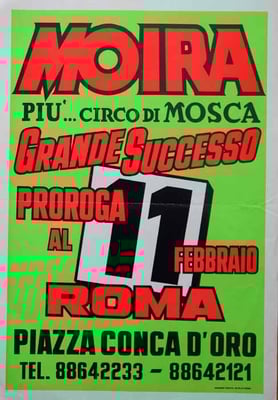 MOIRA
PIU'... CIRCO DI MOSCA
GRANDE SUCCESSO
PROROGA
AL
11
FEBBRAIO
ROMA
PIAZZA CONCA D'ORO
TEL. 88642233 - 88642121